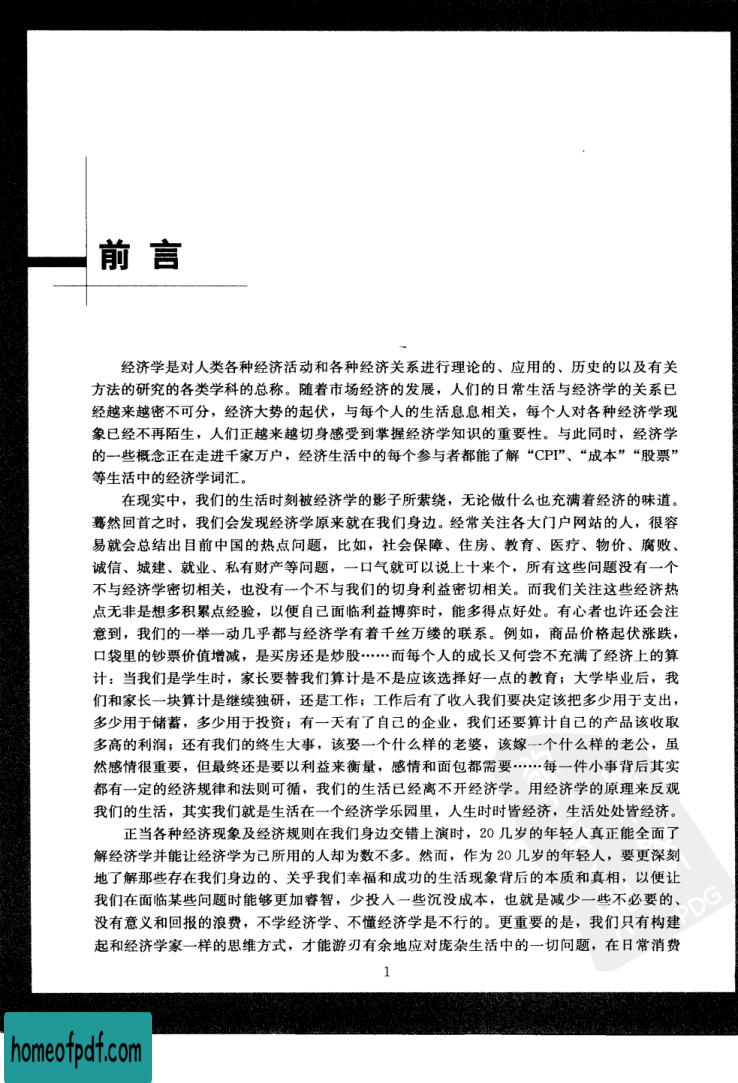 前言
经济学是对人类各种经济活动和各种经济关系进行理论的、应用的、历史的以及有关
方法的研究的各类学科的总称。随着市场经济的发展，人们的日常生活与经济学的关系已
经越来越密不可分，经济大势的起伏，与每个人的生活息息相关，每个人对各种经济学现
象已经不再陌生，人们正越来越切身感受到掌握经济学知识的重要性。与此同时，经济学
的一些概念正在走进千家万户，经济生活中的每个参与者都能了解“CPI”、“成本”“股票”
等生活中的经济学词汇。
在现实中，我们的生活时刻被经济学的影子所萦绕，无论做什么也充满着经济的味道。
蓦然回首之时，我们会发现经济学原来就在我们身边。经常关注各大门户网站的人，很容
易就会总结出目前中国的热点问题，比如，社会保障、住房、教育、医疗、物价、腐败、
诚信、城建、就业、私有财产等问题，一口气就可以说上十来个，所有这些问题没有一个
不与经济学密切相关，也没有一个不与我们的切身利益密切相关。而我们关注这些经济热
点无非是想多积累点经验，以便自己面临利益博弈时，能多得点好处。有心者也许还会注
意到，我们的一举一动几乎都与经济学有着千丝万缕的联系。例如，商品价格起伏涨跌，
口袋里的钞票价值增减，是买房还是炒股……而每个人的成长又何尝不充满了经济上的算
计：当我们是学生时，家长要替我们算计是不是应该选择好一点的教育；大学毕业后，我
们和家长一块算计是继续独研，还是工作；工作后有了收入我们要决定该把多少用于支出，
多少用于储蓄，多少用于投资；有一天有了自己的企业，我们还要算计自己的产品该收取
多高的利润；还有我们的终生大事，该娶一个什么样的老婆，该嫁一个什么样的老公，虽
然感情很重要，但最终还是要以利益来衡量，感情和面包都需要……每一件小事背后其实
都有一定的经济规律和法则可循，我们的生活已经离不开经济学。用经济学的原理来反观
我们的生活，其实我们就是生活在一个经济学乐园里，人生时时皆经济，生活处处皆经济。
正当各种经济现象及经济规则在我们身边交错上演时，20 几岁的年轻人真正能全面了
解经济学并能让经济学为己所用的人却为数不多。然而，作为 20 几岁的年轻人，要更深刻
地了解那些存在我们身边的、关乎我们幸福和成功的生活现象背后的本质和真相，以便让
我们在面临某些问题时能够更加睿智，少投入一些沉没成本，也就是减少一些不必要的、
没有意义和回报的浪费，不学经济学、不懂经济学是不行的。更重要的是，我们只有构建
起和经济学家一样的思维方式，才能游刃有余地应对庞杂生活中的一切问题，在日常消费
1
homeofpdf.com